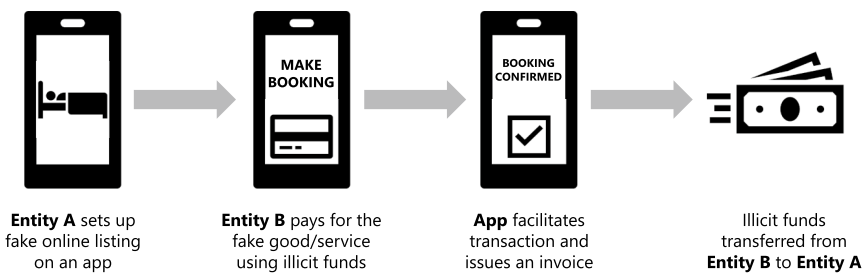 MAKE
BOOKING
BOOKING
CONFIRMED
Entity A sets up
fake online listing
on an app
Entity B pays for the
fake good/service
using illicit funds
App facilitates
transaction and
issues an invoice
Illicit funds
transferred from
Entity B to Entity A